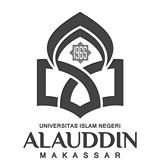 1965
UNIVERSITAS ISLAM NEGERI
ALAUDDIN
MAKASSAR